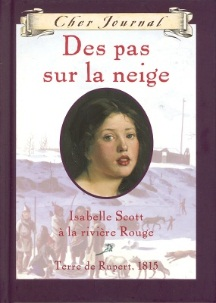 Cher Journal
Des pas
sur la neige
Isabelle Scott
à la rivière Rouge
Terre de Rupert, 1815